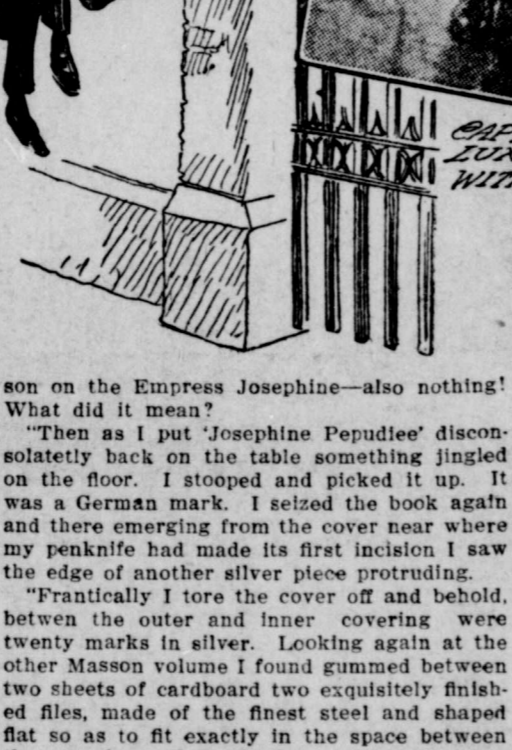 CAP
LUX
WITH
son on the Empress Josephine—also nothing!
What did it mean?
"Then as I put 'Josephine Pepudiee' discon-
solatetly back on the table something jingled
on the floor. I stooped and picked it up. It
was a German mark. I seized the book again
and there emerging from the cover near where
my penknife had made its first incision I saw
the edge of another silver piece protruding.
"Frantically I tore the cover off and behold,
betwen the outer and inner covering were
twenty marks in silver. Looking again at the
other Masson volume I found gummed between
two sheets of cardboard two exquisitely finish-
ed files, made of the finest steel and shaped
flat so as to fit exactly in the space between